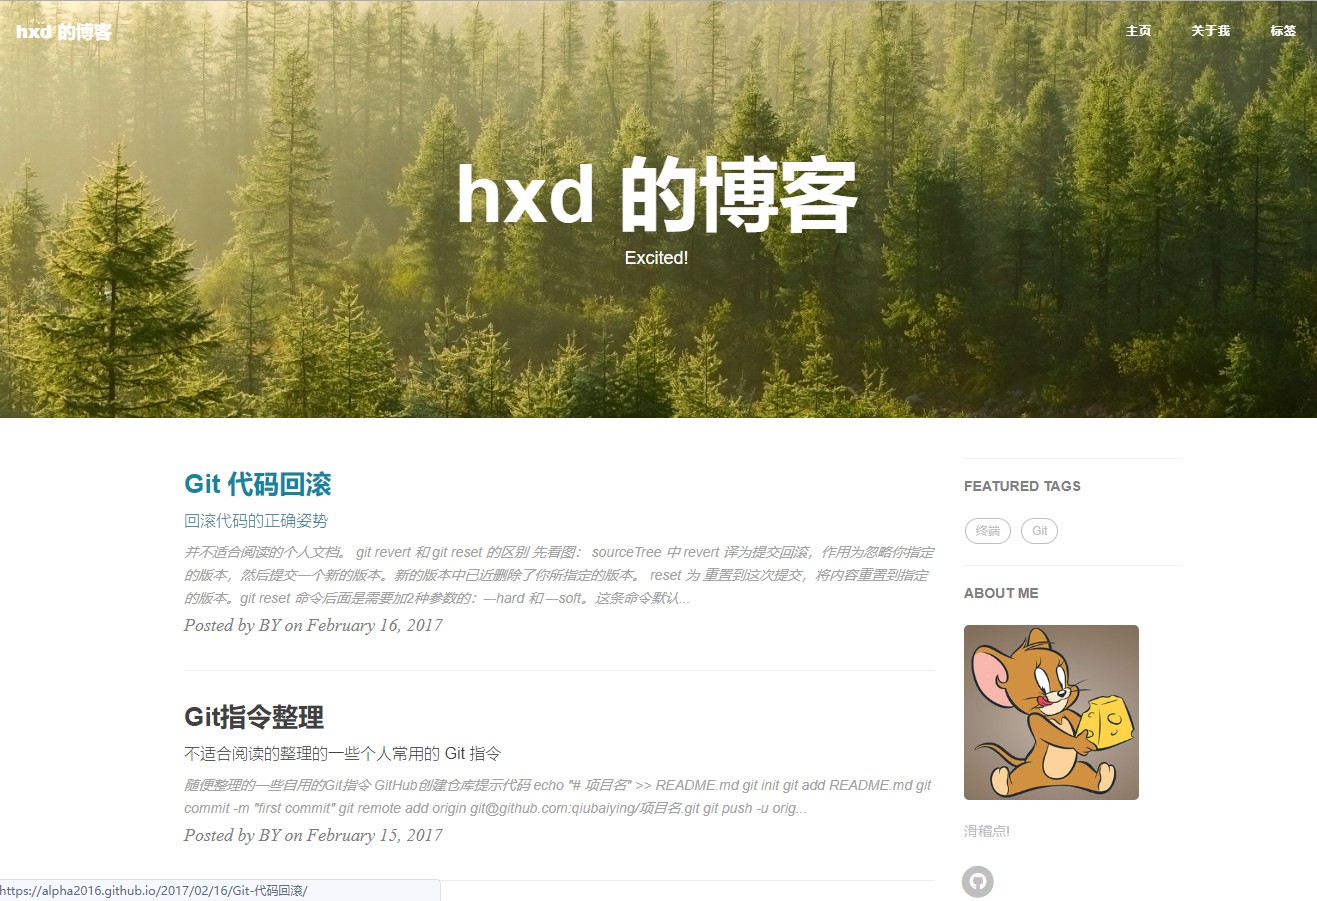 hxd 的博客
主页 关于我 标签
hxd 的博客
Excited!
Git 代码回滚
回滚代码的正确姿势
并不适合阅读的个人文档。 git revert 和 git reset 的区别 先看图： sourceTree 中 revert 译为提交回滚，作用为忽略你指定
的版本，然后提交一个新的版本。新的版本中已近删除了你所指定的版本。 reset 为 重置到这次提交，将内容重置到指定
的版本。git reset 命令后面是需要加2种参数的：—hard 和 —soft。这条命令默认...
Posted by BY on February 16, 2017
Git指令整理
不适合阅读的整理的一些个人常用的 Git 指令
随便整理的一些自用的Git指令 GitHub创建仓库提示代码 echo "# 项目名" >> README.md git init git add README.md git
commit -m "first commit" git remote add origin git@github.com:qiubaiying/项目名.git git push -u orig...
Posted by BY on February 15, 2017
FEATURED TAGS
终端 Git
ABOUT ME
滑稽点!
https://alpha2016.github.io/2017/02/16/Git-代码回滚/